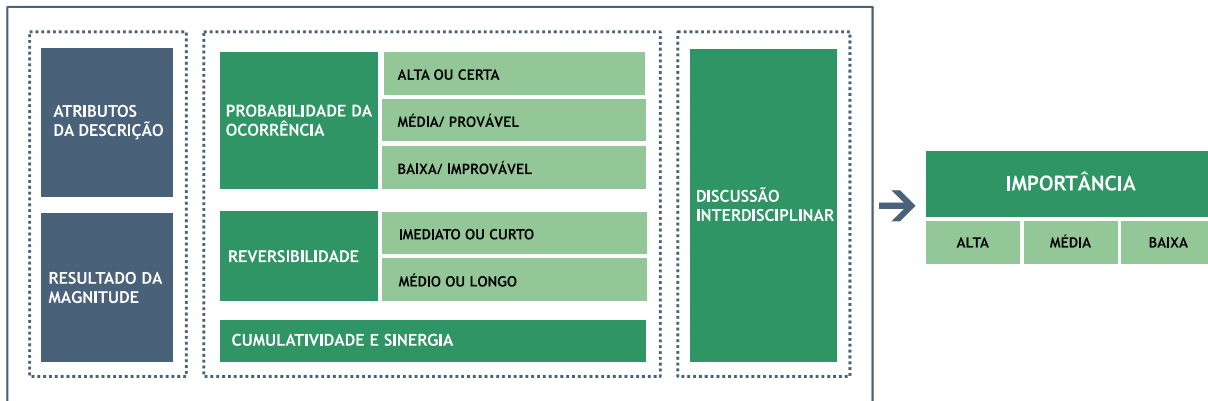 ATRIBUTOS
DA DESCRIÇÃO
RESULTADO DA
MAGNITUDE
PROBABILIDADE DA
OCORRÊNCIA
ALTA OU CERTA
MÉDIA/ PROVÁVEL
BAIXA/ IMPROVÁVEL
REVERSIBILIDADE
IMEDIATO OU CURTO
MÉDIO OU LONGO
CUMULATIVIDADE E SINERGIA
DISCUSSÃO
INTERDISCIPLINAR
IMPORTÂNCIA
ALTA
MÉDIA
BAIXA